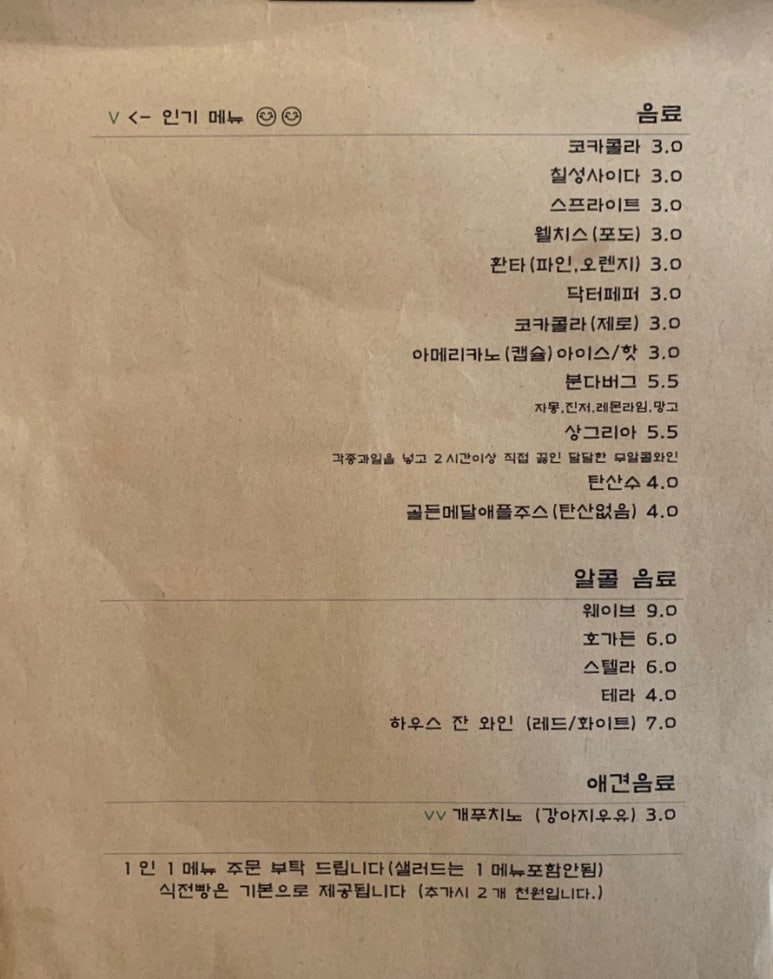 V <- 인기 메뉴 ☺☺ 음료
코카콜라 3.0
칠성사이다 3.0
스프라이트 3.0
웰치스(포도) 3.0
환타(파인,오렌지) 3.0
닥터페퍼 3.0
코카콜라(제로) 3.0
아메리카노(캡슐)아이스/핫 3.0
분다버그 5.5
자몽,진저,레몬라임,망고
상그리아 5.5
각종과일을 넣고 2시간이상 직접 끓인 달달한 무알콜와인
탄산수 4.0
골든메달애플주스(탄산없음) 4.0
알콜 음료
웨이브 9.0
호가든 6.0
스텔라 6.0
테라 4.0
하우스 잔 와인 (레드/화이트) 7.0
애견음료
VV 개푸치노 (강아지우유) 3.0
1인 1메뉴 주문 부탁 드립니다(샐러드는 1메뉴포함안됨)
식전빵은 기본으로 제공됩니다 (추가시 2개 천원입니다.)